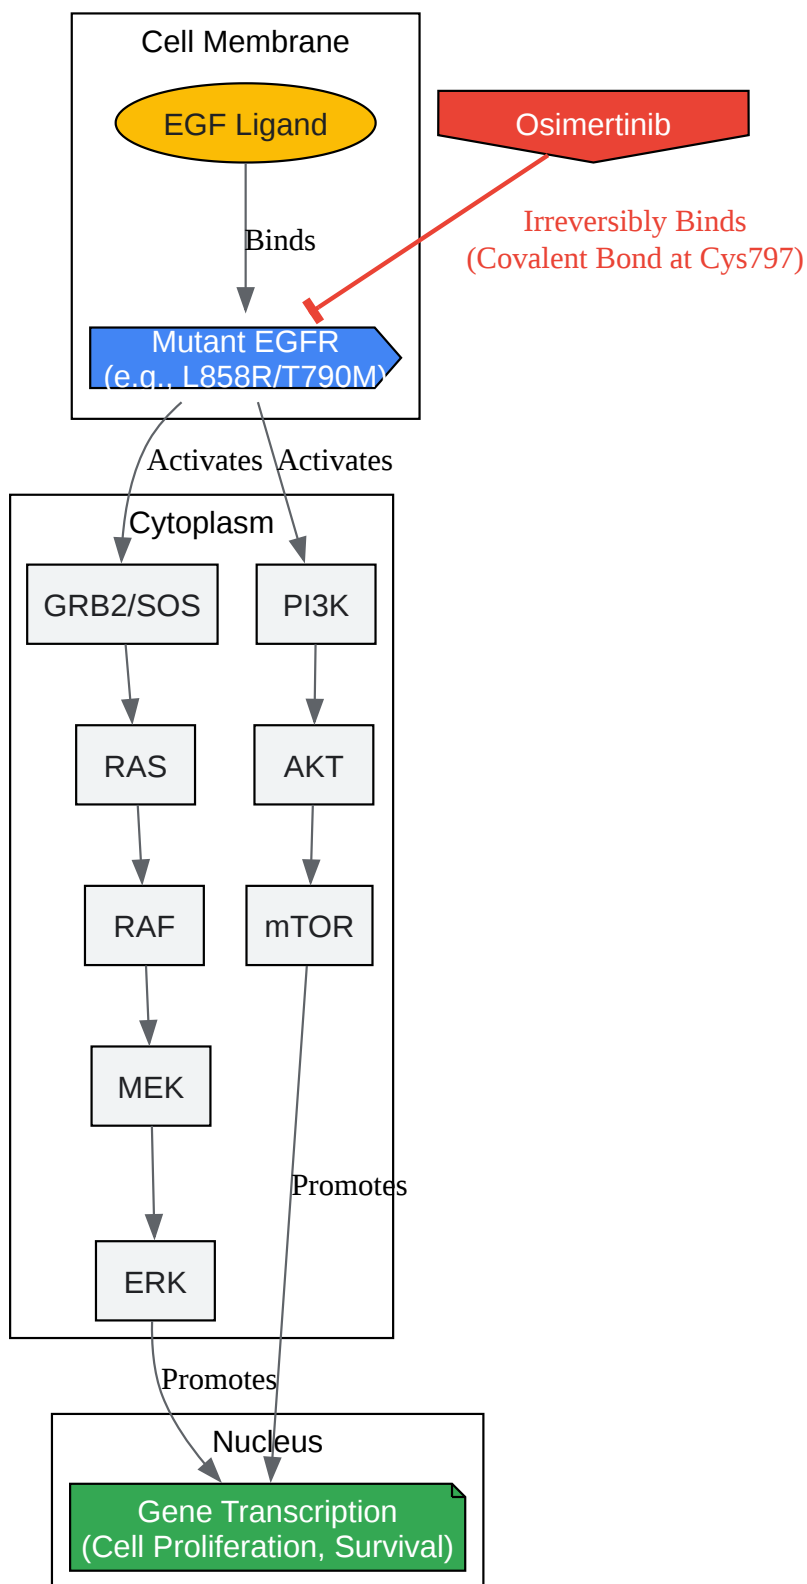 Cell Membrane
EGF Ligand
Osimertinib
Binds
Irreversibly Binds
(Covalent Bond at Cys797)
Mutant EGFR
(e.g., L858R/T790M)
Activates
Activates
Cytoplasm
GRB2/SOS
PI3K
RAS
AKT
RAF
mTOR
MEK
Promotes
ERK
Promotes
Nucleus
Gene Transcription
(Cell Proliferation, Survival)